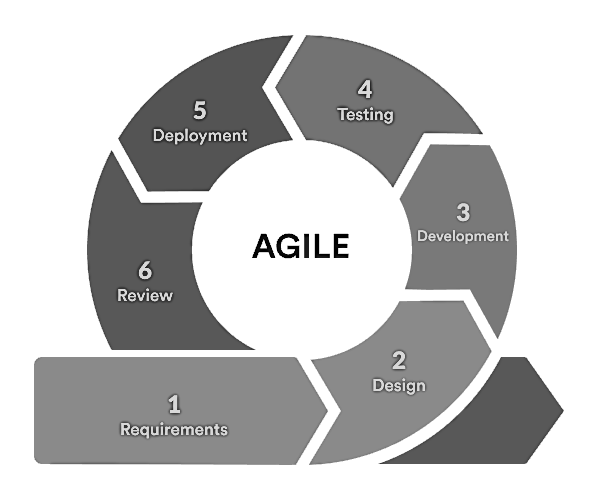 AGILE
1
Requirements
2
Design
3
Development
4
Testing
5
Deployment
6
Review